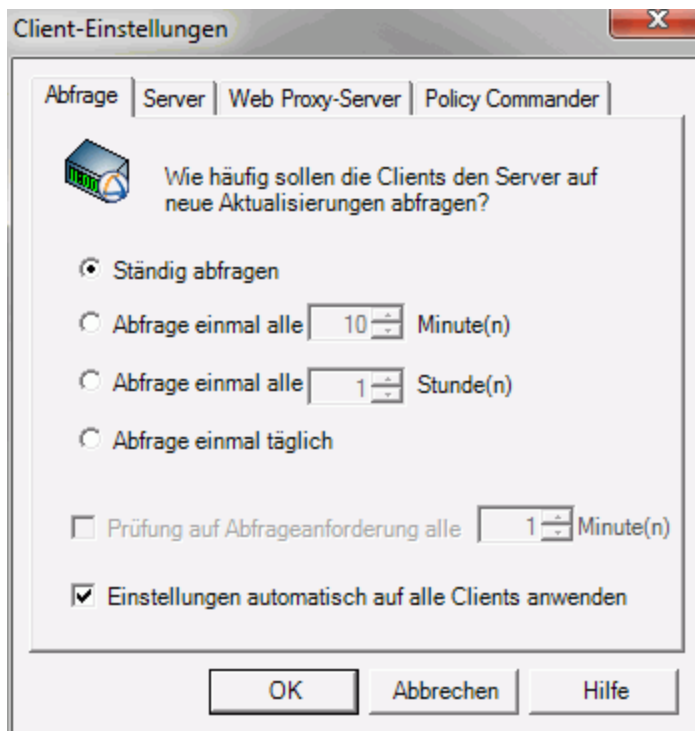 Client-Einstellungen
Abfrage Server Web Proxy-Server Policy Commander
Wie häufig sollen die Clients den Server auf
neue Aktualisierungen abfragen?
Ständig abfragen
Abfrage einmal alle 10 Minute(n)
Abfrage einmal alle 1 Stunde(n)
Abfrage einmal täglich
Prüfung auf Abfrageanforderung alle 1 Minute(n)
Einstellungen automatisch auf alle Clients anwenden
OK Abbrechen Hilfe